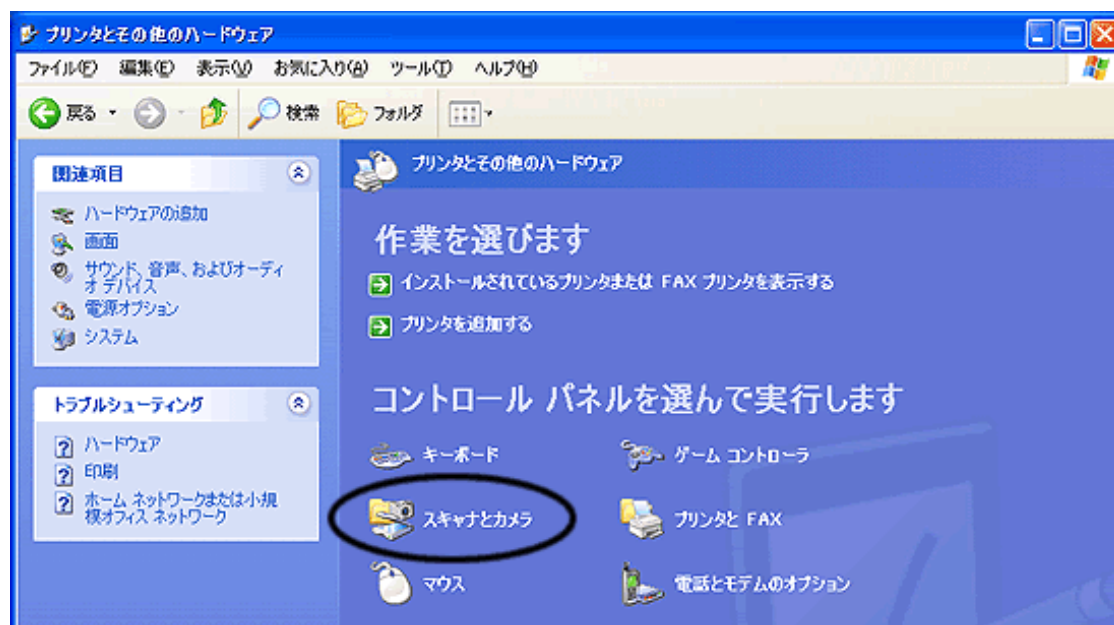 プリンタとその他のハードウェア
ファイル(F) 編集(E) 表示(V) お気に入り(A) ツール(T) ヘルプ(H)
戻る 検索 フォルダ
関連項目
ハードウェアの追加
画面
サウンド、音声、およびオーディ
オ デバイス
電源オプション
システム
トラブルシューティング
ハードウェア
印刷
ホーム ネットワークまたは小規
模オフィス ネットワーク
プリンタとその他のハードウェア
作業を選びます
インストールされているプリンタまたは FAX プリンタを表示する
プリンタを追加する
コントロール パネルを選んで実行します
キーボード ゲーム コントローラ
スキャナとカメラ プリンタと FAX
マウス 電話とモデムのオプション